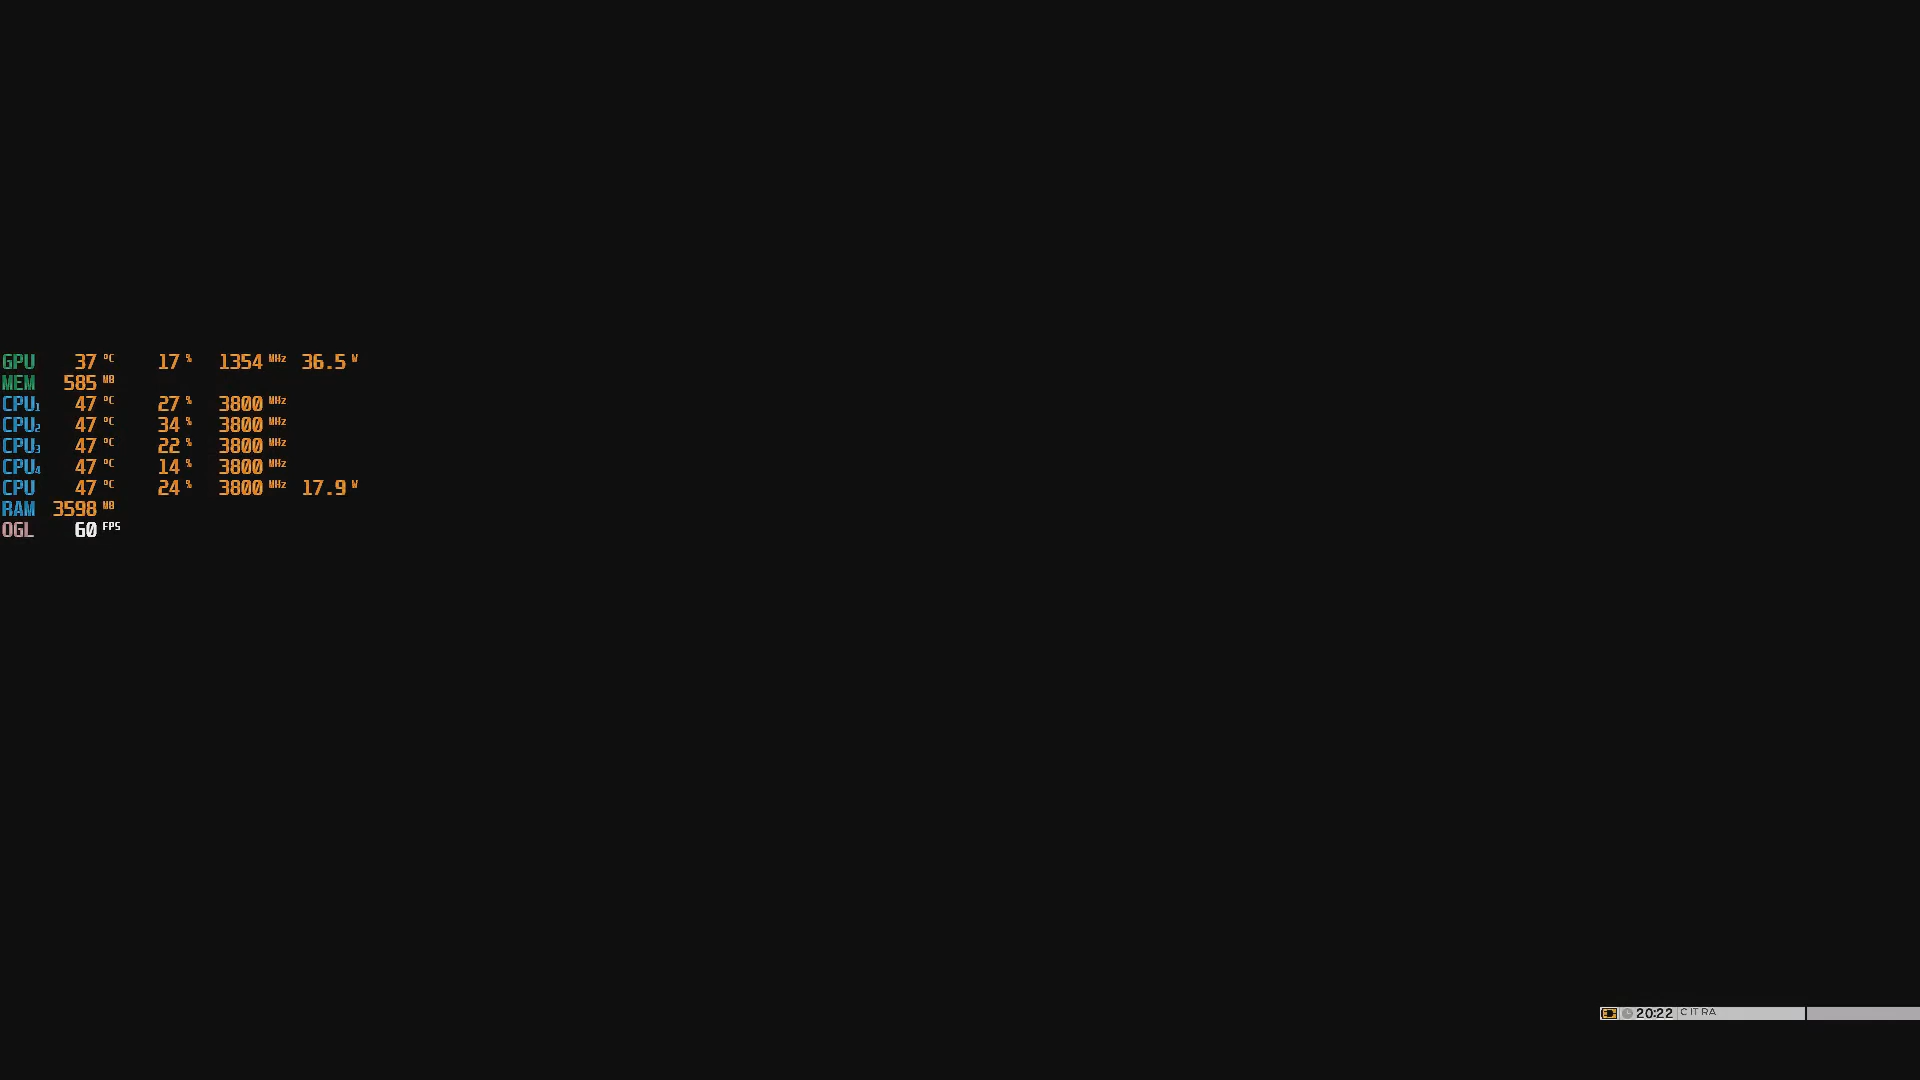 GPU 37 °C 17 % 1354 MHz 36.5 W
MEM 585 MB
CPU1 47 °C 27 % 3800 MHz
CPU2 47 °C 34 % 3800 MHz
CPU3 47 °C 22 % 3800 MHz
CPU4 47 °C 14 % 3800 MHz
CPU 47 °C 24 % 3800 MHz 17.9 W
RAM 3598 MB
OGL 60 FPS
20:22 CITRA